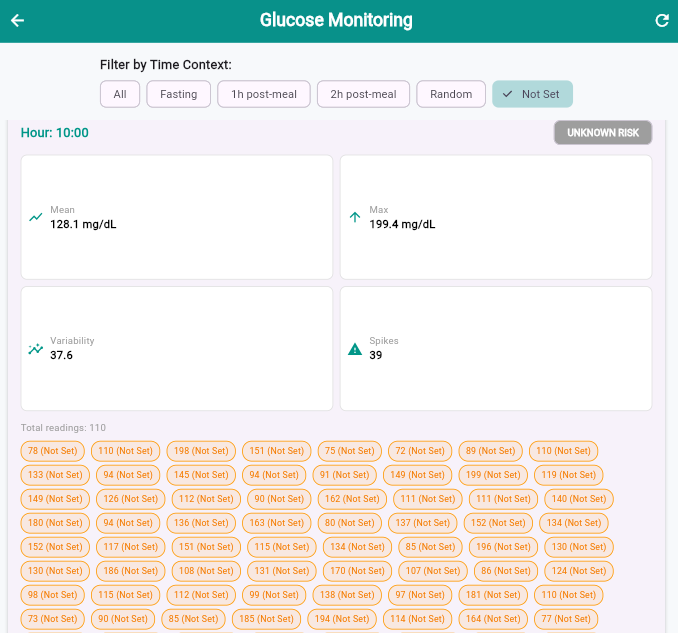 Glucose Monitoring
Filter by Time Context:
All Fasting 1h post-meal 2h post-meal Random Not Set
Hour: 10:00 UNKNOWN RISK
Mean Max
128.1 mg/dL 199.4 mg/dL
Variability Spikes
37.6 39
Total readings: 110
78 (Not Set) 110 (Not Set) 198 (Not Set) 151 (Not Set) 75 (Not Set) 72 (Not Set) 89 (Not Set) 110 (Not Set)
133 (Not Set) 94 (Not Set) 145 (Not Set) 94 (Not Set) 91 (Not Set) 149 (Not Set) 199 (Not Set) 119 (Not Set)
149 (Not Set) 126 (Not Set) 112 (Not Set) 90 (Not Set) 162 (Not Set) 111 (Not Set) 111 (Not Set) 140 (Not Set)
180 (Not Set) 94 (Not Set) 136 (Not Set) 163 (Not Set) 80 (Not Set) 137 (Not Set) 152 (Not Set) 134 (Not Set)
152 (Not Set) 117 (Not Set) 151 (Not Set) 115 (Not Set) 134 (Not Set) 85 (Not Set) 196 (Not Set) 130 (Not Set)
130 (Not Set) 186 (Not Set) 108 (Not Set) 131 (Not Set) 170 (Not Set) 107 (Not Set) 86 (Not Set) 124 (Not Set)
98 (Not Set) 115 (Not Set) 112 (Not Set) 99 (Not Set) 138 (Not Set) 97 (Not Set) 181 (Not Set) 110 (Not Set)
73 (Not Set) 90 (Not Set) 85 (Not Set) 185 (Not Set) 194 (Not Set) 114 (Not Set) 164 (Not Set) 77 (Not Set)